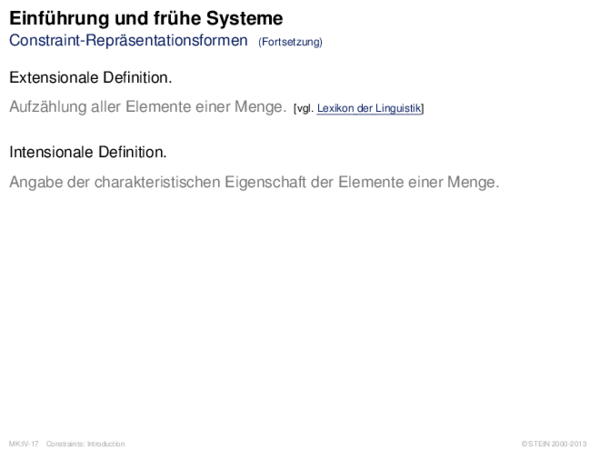 Einführung und frühe Systeme
Constraint-Repräsentationsformen (Fortsetzung)
Extensionale Definition.
Aufzählung aller Elemente einer Menge. [vgl. Lexikon der Linguistik]
Intensionale Definition.
Angabe der charakteristischen Eigenschaft der Elemente einer Menge.
MK:IV-17 Constraints: Introduction
© STEIN 2000-2013